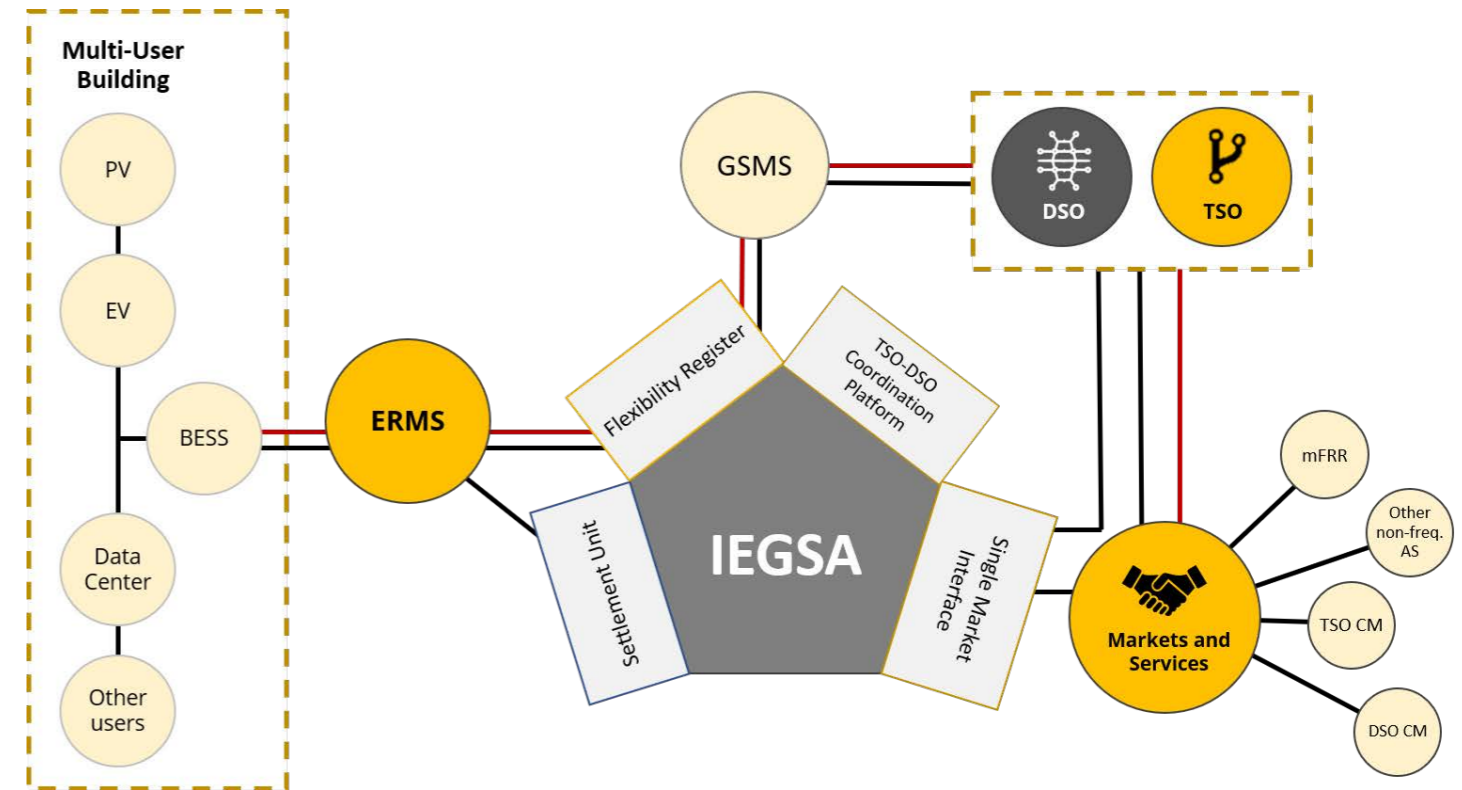 Multi-User
Building
PV
EV
BESS
Data
Center
Other
users
ERMS
GSMS
DSO
TSO
Flexibility Register
TSO-DSO
Coordination
Platform
Settlement Unit
IEGSA
Single Market
Interface
Markets and
Services
mFRR
Other
non-freq.
AS
TSO CM
DSO CM